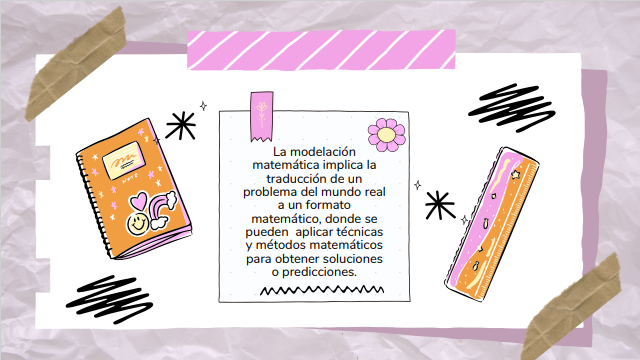 La modelación
matemática implica la
traducción de un
problema del mundo real
a un formato
matemático, donde se
pueden  aplicar técnicas
y métodos matemáticos
para obtener soluciones
o predicciones.